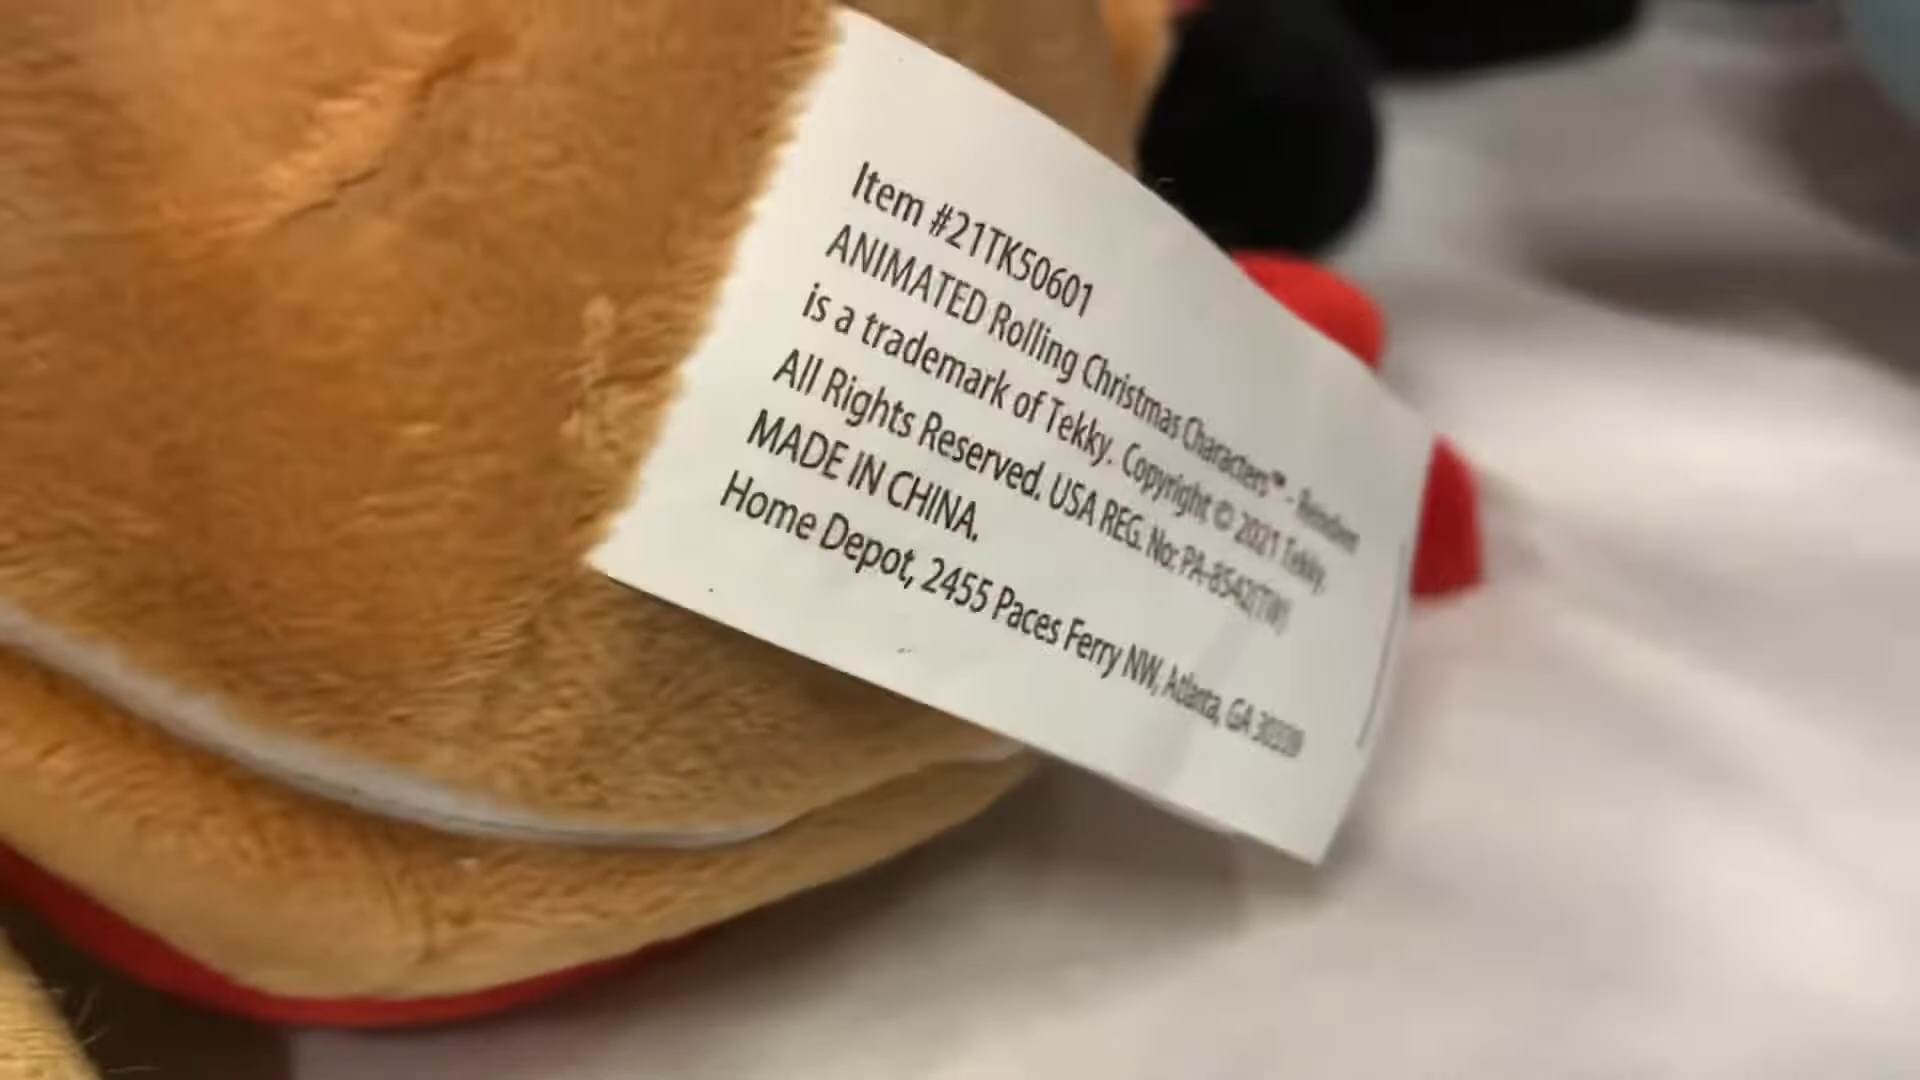 Item #21TK50601
ANIMATED Rolling Christmas Characters™ - Reindeer
is a trademark of Tekky. Copyright © 2021 Tekky.
All Rights Reserved. USA REG. No: PA-8542(TW)
MADE IN CHINA.
Home Depot, 2455 Paces Ferry NW, Atlanta, GA 30339